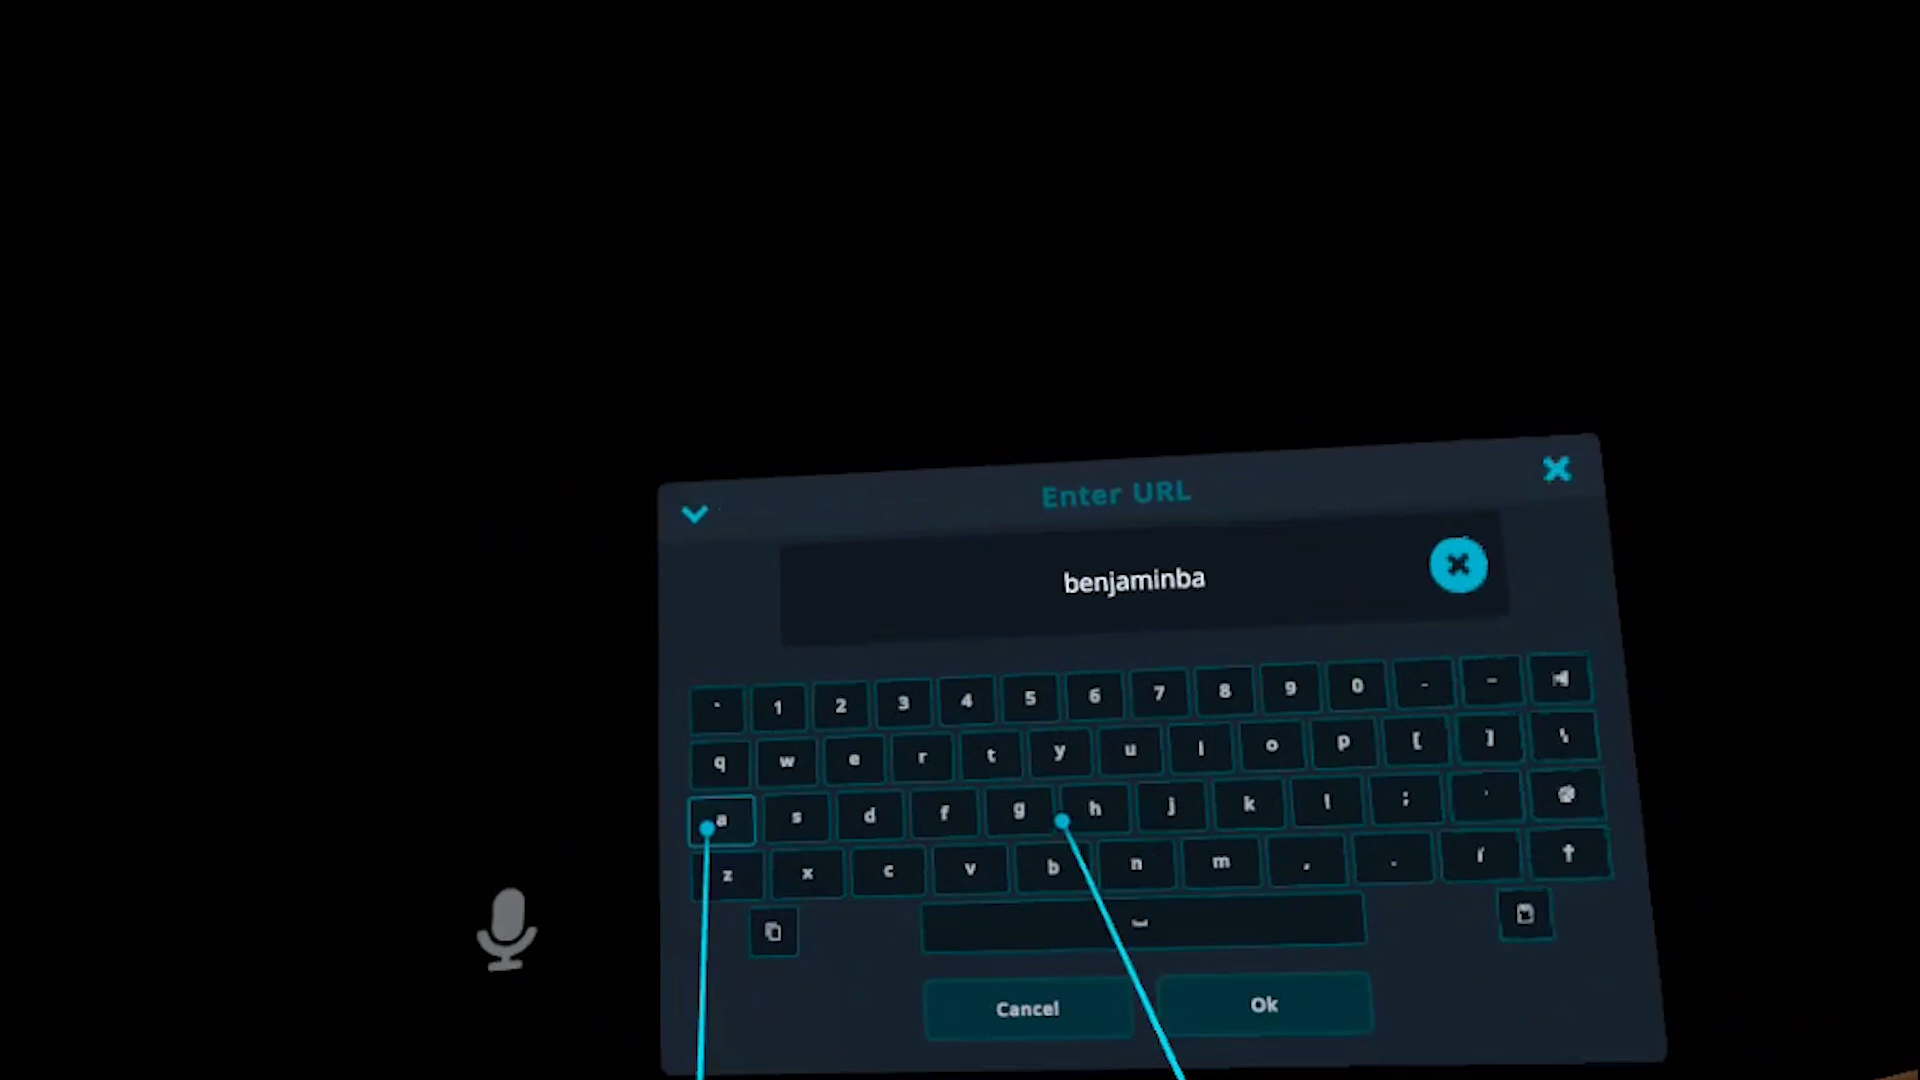 Enter URL
benjaminba
` 1 2 3 4 5 6 7 8 9 0 -
q w e r t y u i o p [ ] \
a s d f g h j k l ; '
z x c v b n m , . /
Cancel Ok